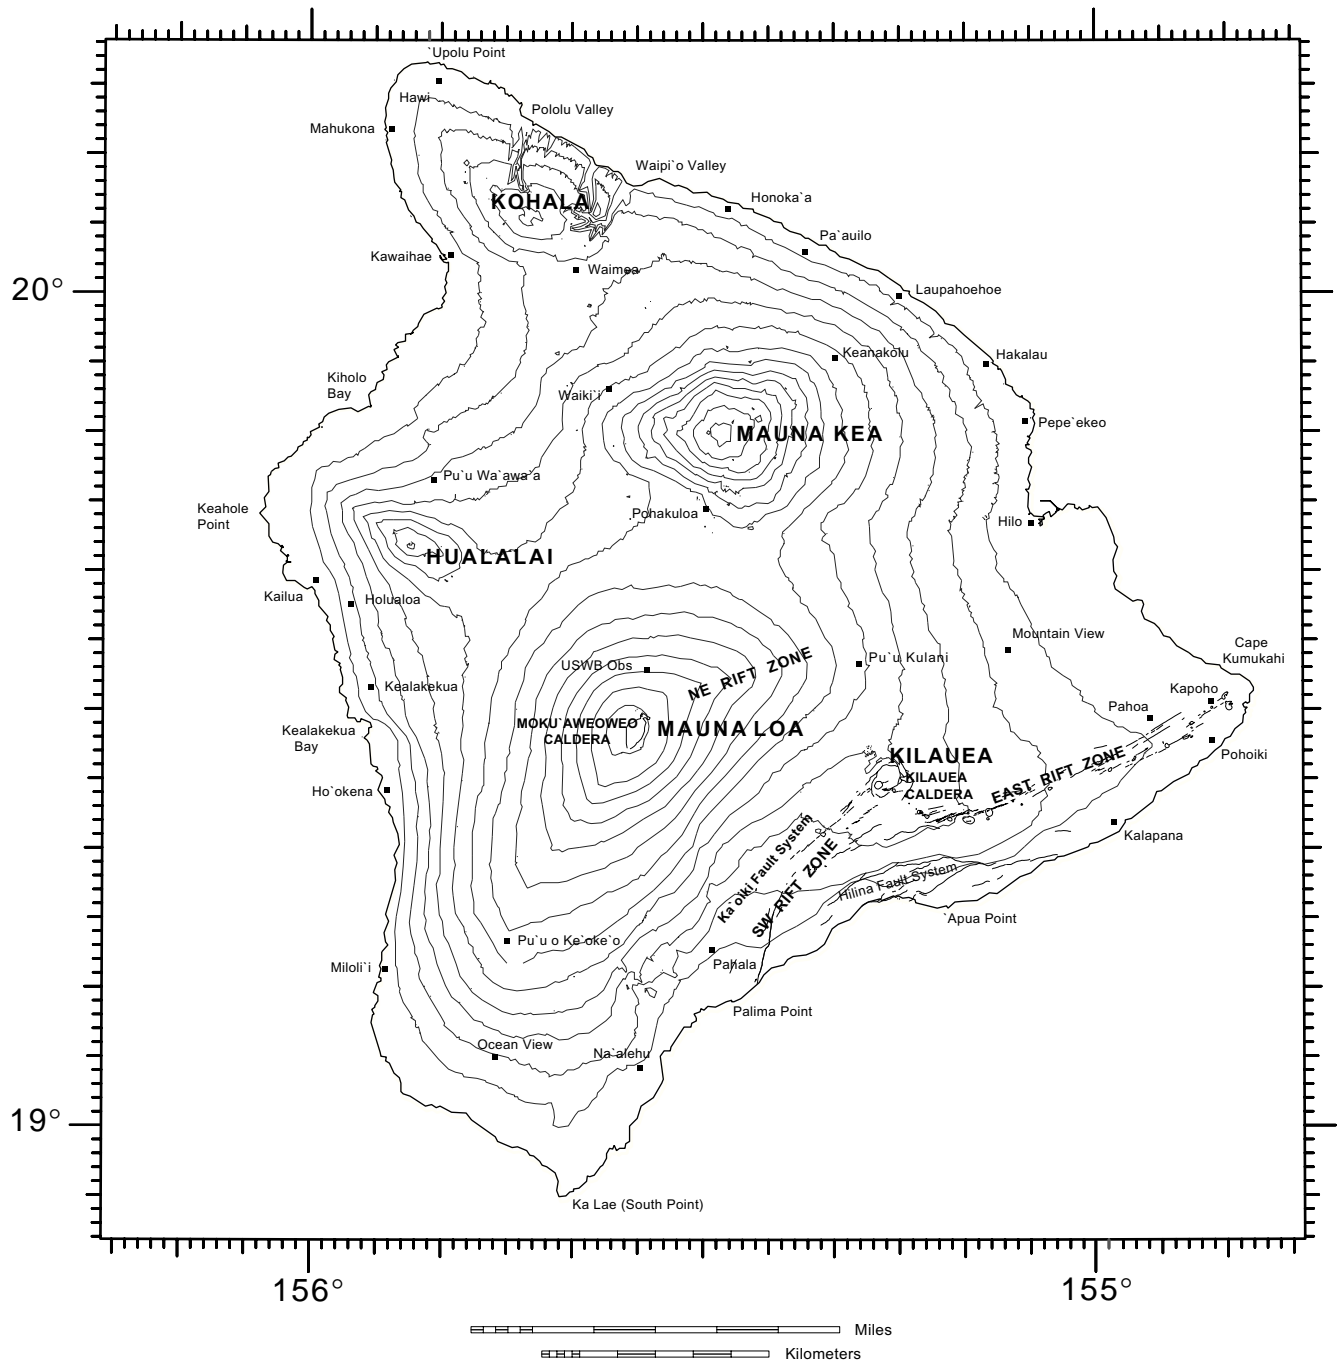 `Upolu Point
Hawi
Pololu Valley
Mahukona
Waipi`o Valley
Honoka`a
KOHALA
Pa`auilo
Kawaihae
Waimea
20°
Laupahoehoe
Keanakolu
Hakalau
Kiholo
Bay
Waiki`i
Pepe`ekeo
MAUNA KEA
Pu`u Wa`awa`a
Keahole
Point
Pohakuloa
Hilo
HUALALAI
Kailua
Holualoa
Mountain View
Cape
Kumukahi
USWB Obs
NE RIFT ZONE
Pu`u Kulani
Kealakekua
Kapoho
Pahoa
MOKU`AWEOWEO
CALDERA
MAUNA LOA
Kealakekua
Bay
KILAUEA
KILAUEA
CALDERA
EAST RIFT ZONE
Pohoiki
Ho`okena
Kalapana
Ka`oiki Fault System
SW RIFT ZONE
Hilina Fault System
`Apua Point
Pu`u o Ke`oke`o
Miloli`i
Pahala
Palima Point
Ocean View
Na`alehu
19°
Ka Lae (South Point)
156°
155°
Miles
Kilometers